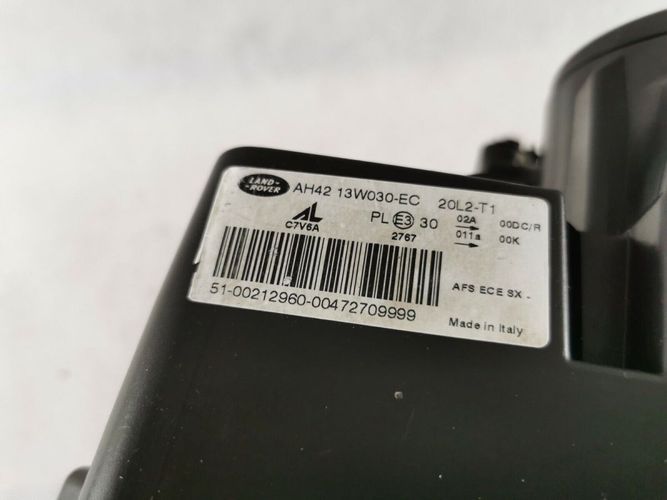 LAND-
ROVER
AH42 13W030-EC 20L2-T1
AL
C7V6A
PL E3 30
2767
02A → 00DC/R
011a → 00K
AFS ECE SX -
51-00212960-00472709999
Made in Italy